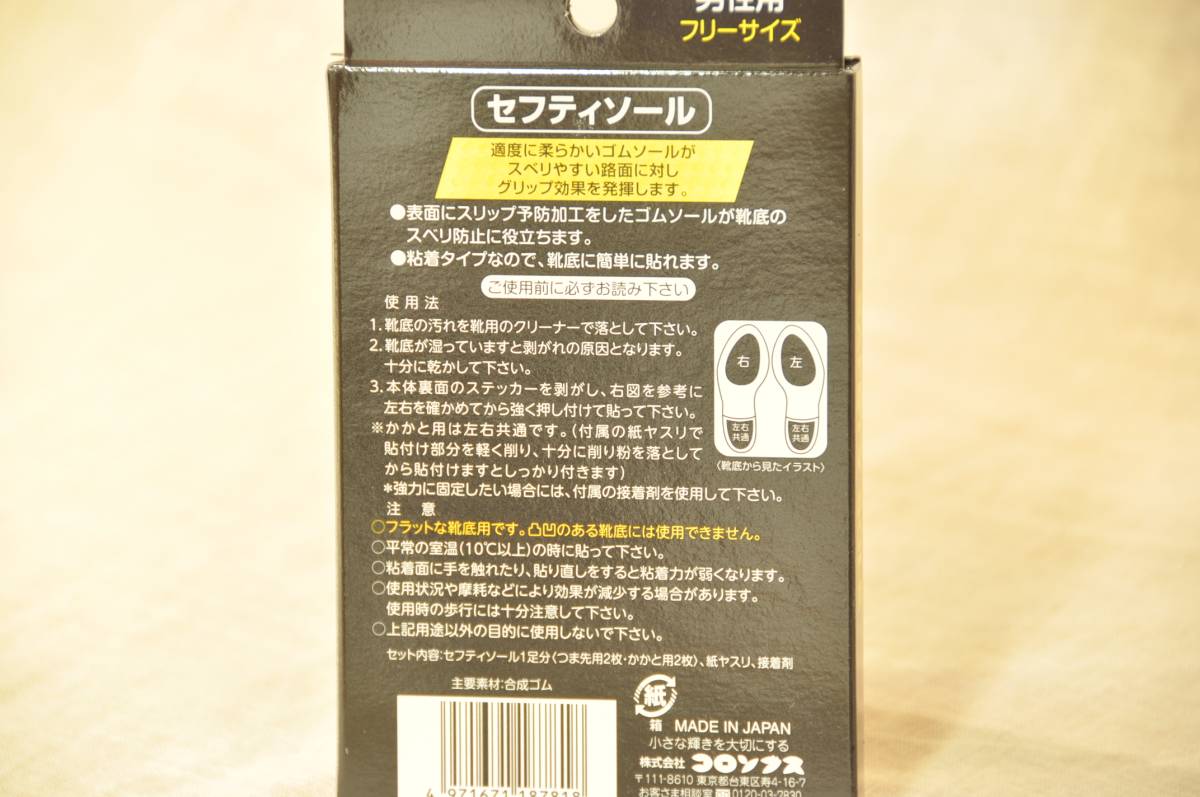 男性用
フリーサイズ
セフティソール
適度に柔らかいゴムソールが
スベリやすい路面に対し
グリップ効果を発揮します。
●表面にスリップ予防加工をしたゴムソールが靴底の
スベリ防止に役立ちます。
●粘着タイプなので、靴底に簡単に貼れます。
ご使用前に必ずお読み下さい
使用法
1.靴底の汚れを靴用のクリーナーで落として下さい。
2.靴底が湿っていますと剥がれの原因となります。
十分に乾かして下さい。
3.本体裏面のステッカーを剥がし、右図を参考に
左右を確かめてから強く押し付けて貼って下さい。
※かかと用は左右共通です。(付属の紙ヤスリで
貼付け部分を軽く削り、十分に削り粉を落として
から貼付けますとしっかり付きます)
*強力に固定したい場合には、付属の接着剤を使用して下さい。
右 左
左右共通 左右共通
〈靴底から見たイラスト〉
注 意
○フラットな靴底用です。凸凹のある靴底には使用できません。
○平常の室温(10℃以上)の時に貼って下さい。
○粘着面に手を触れたり、貼り直しをすると粘着力が弱くなります。
○使用状況や摩耗などにより効果が減少する場合があります。
使用時の歩行には十分注意して下さい。
○上記用途以外の目的に使用しないで下さい。
セット内容:セフティソール1足分〈つま先用2枚・かかと用2枚〉、紙ヤスリ、接着剤
主要素材:合成ゴム
4 971671 187818
紙
箱 MADE IN JAPAN
小さな輝きを大切にする
株式会社 コロンブス
〒111-8610 東京都台東区寿4-16-7
お客さま相談室 0120-03-7830